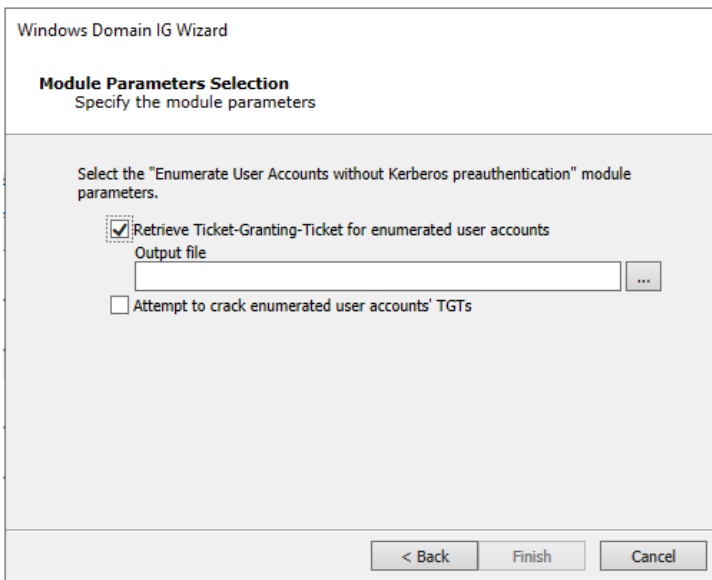 Windows Domain IG Wizard
Module Parameters Selection
Specify the module parameters
Select the "Enumerate User Accounts without Kerberos preauthentication" module
parameters.
Retrieve Ticket-Granting-Ticket for enumerated user accounts
Output file
...
Attempt to crack enumerated user accounts' TGTs
< Back
Finish
Cancel